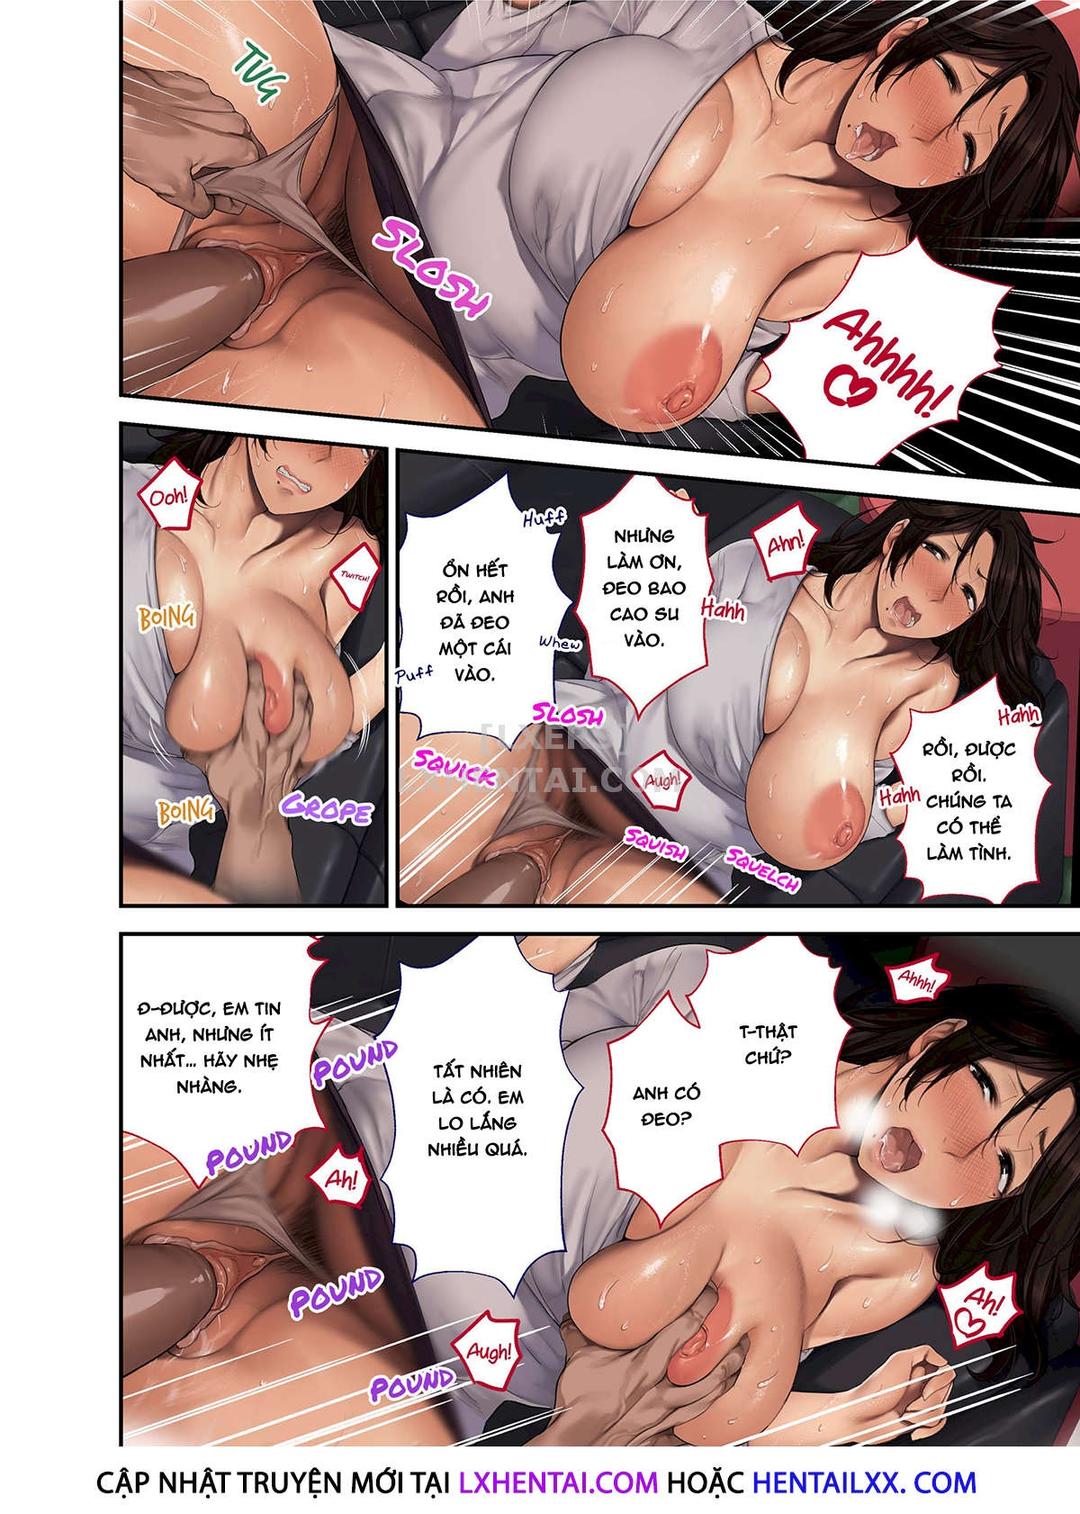 TUG
SLOSH
Ahhhh!
NHƯNG
LÀM ƠN,
ĐEO BAO
CAO SU
VÀO.
Ahn!
Hahh
Hahh
Hahh
RỒI, ĐƯỢC
RỒI.
CHÚNG TA
CÓ THỂ
LÀM TÌNH.
Huff
ỔN HẾT
RỒI, ANH
ĐÃ ĐEO
MỘT CÁI
VÀO.
Whew
Puff
SLOSH
SQUICK
Augh!
SQUISH
SQUELCH
LXHENTAI.COM
Ooh!
TWITCH!
BOING
BOING
GROPE
Ahhh!
T-THẬT
CHỨ?
ANH CÓ
ĐEO?
TẤT NHIÊN
LÀ CÓ. EM
LO LẮNG
NHIỀU QUÁ.
Đ-ĐƯỢC, EM TIN
ANH, NHƯNG ÍT
NHẤT... HÃY NHẸ
NHÀNG.
POUND
POUND
Ah!
POUND
Augh!
POUND
Ah!
CẬP NHẬT TRUYỆN MỚI TẠI LXHENTAI.COM HOẶC HENTAILXX. COM